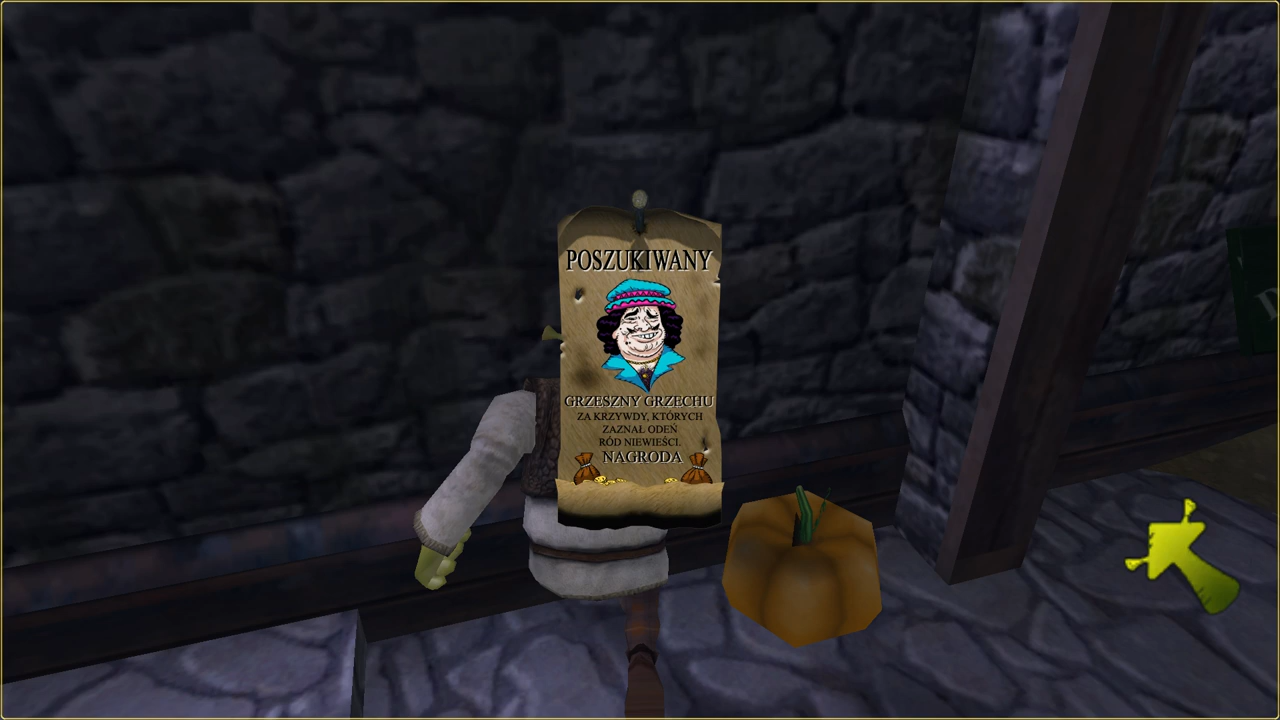 POSZUKIWANY
GRZESZNY GRZECHU
ZA KRZYWDY, KTÓRYCH
ZAZNAŁ ODEŃ
RÓD NIEWIEŚCI.
NAGRODA